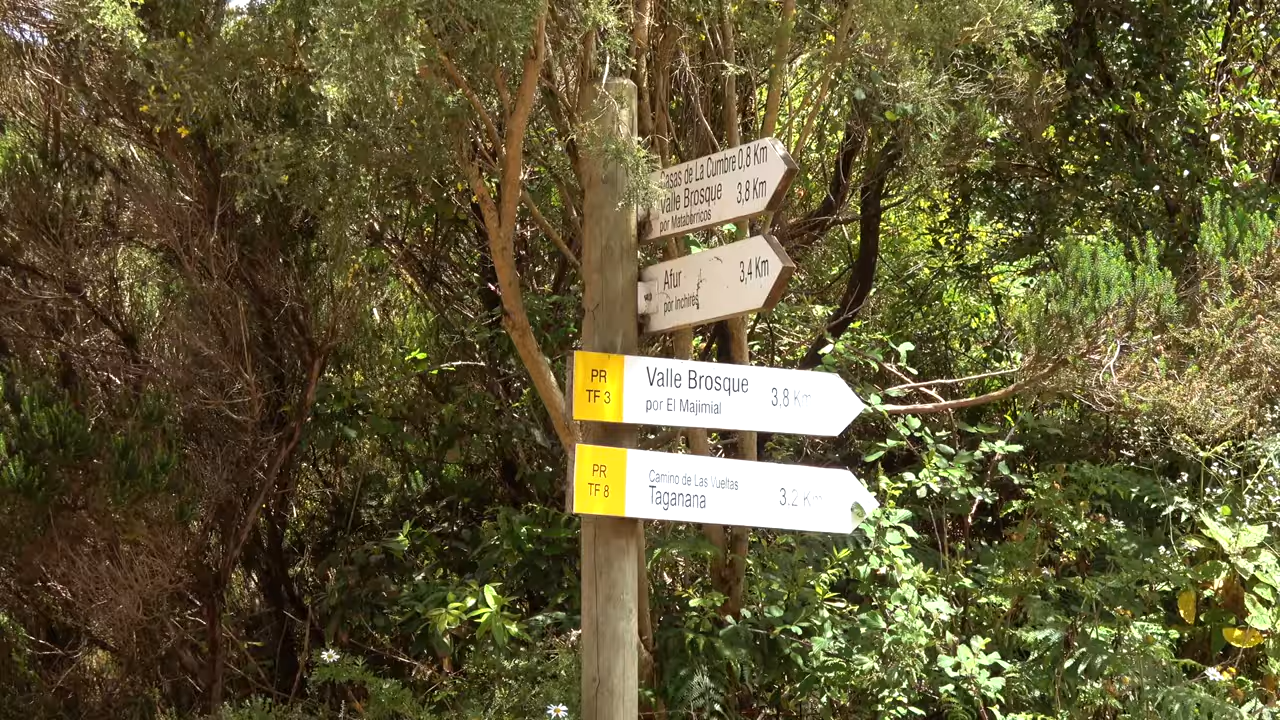 Casas de La Cumbre 0,8 Km
Valle Brosque 3,8 Km
por Mataborricos
Afur 3,4 Km
por Inchires
PR
TF 3
Valle Brosque 3,8 Km
por El Majimial
PR
TF 8
Camino de Las Vueltas
Taganana 3.2 Km